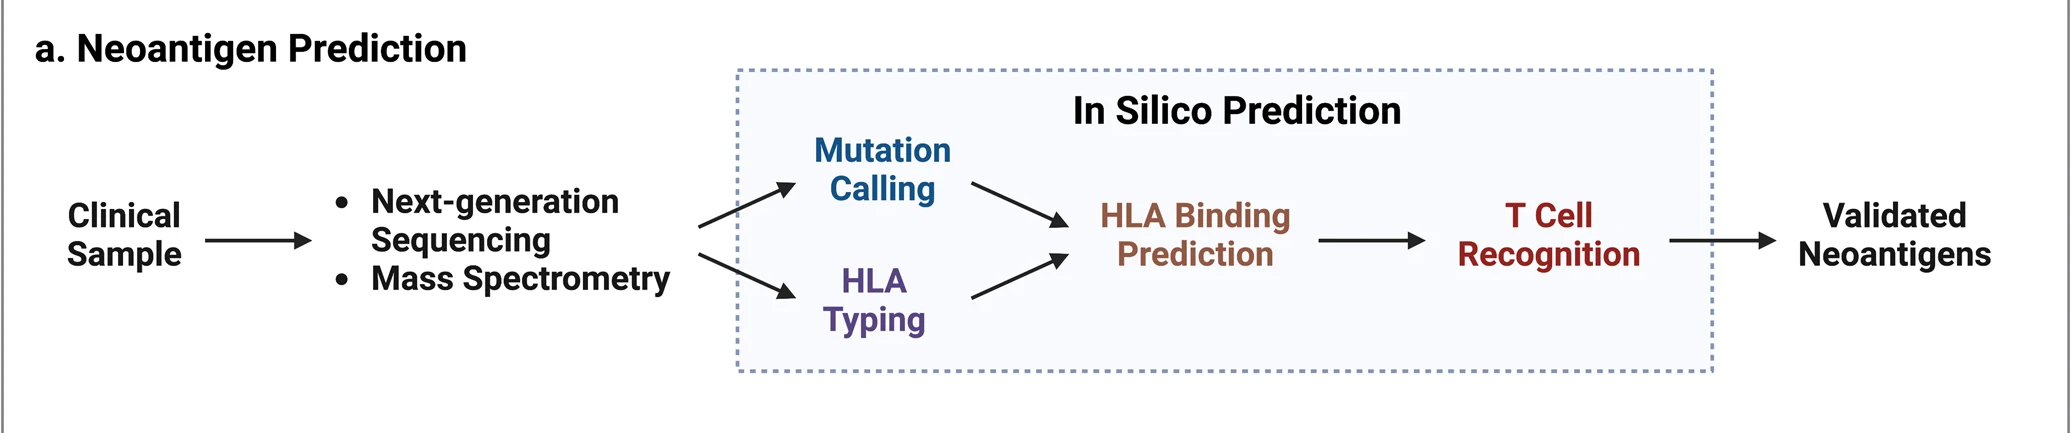 a. Neoantigen Prediction
In Silico Prediction
Clinical
Sample
• Next-generation
Sequencing
• Mass Spectrometry
Mutation
Calling
HLA
Typing
HLA Binding
Prediction
T Cell
Recognition
Validated
Neoantigens